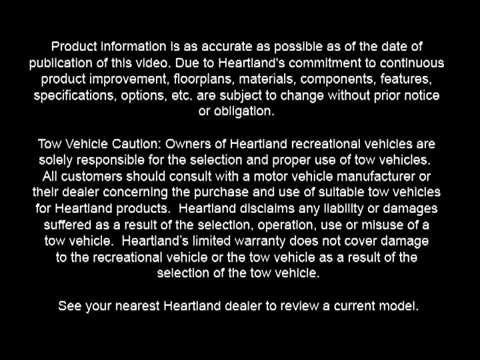 Product Information is as accurate as possible as of the date of
publication of this video. Due to Heartland's commitment to continuous
product improvement, floorplans, materials, components, features,
specifications, options, etc. are subject to change without prior notice
or obligation.
Tow Vehicle Caution: Owners of Heartland recreational vehicles are
solely responsible for the selection and proper use of tow vehicles.
All customers should consult with a motor vehicle manufacturer or
their dealer concerning the purchase and use of suitable tow vehicles
for Heartland products. Heartland disclaims any liability or damages
suffered as a result of the selection, operation, use or misuse of a
tow vehicle. Heartland's limited warranty does not cover damage
to the recreational vehicle or the tow vehicle as a result of the
selection of the tow vehicle.
See your nearest Heartland dealer to review a current model.